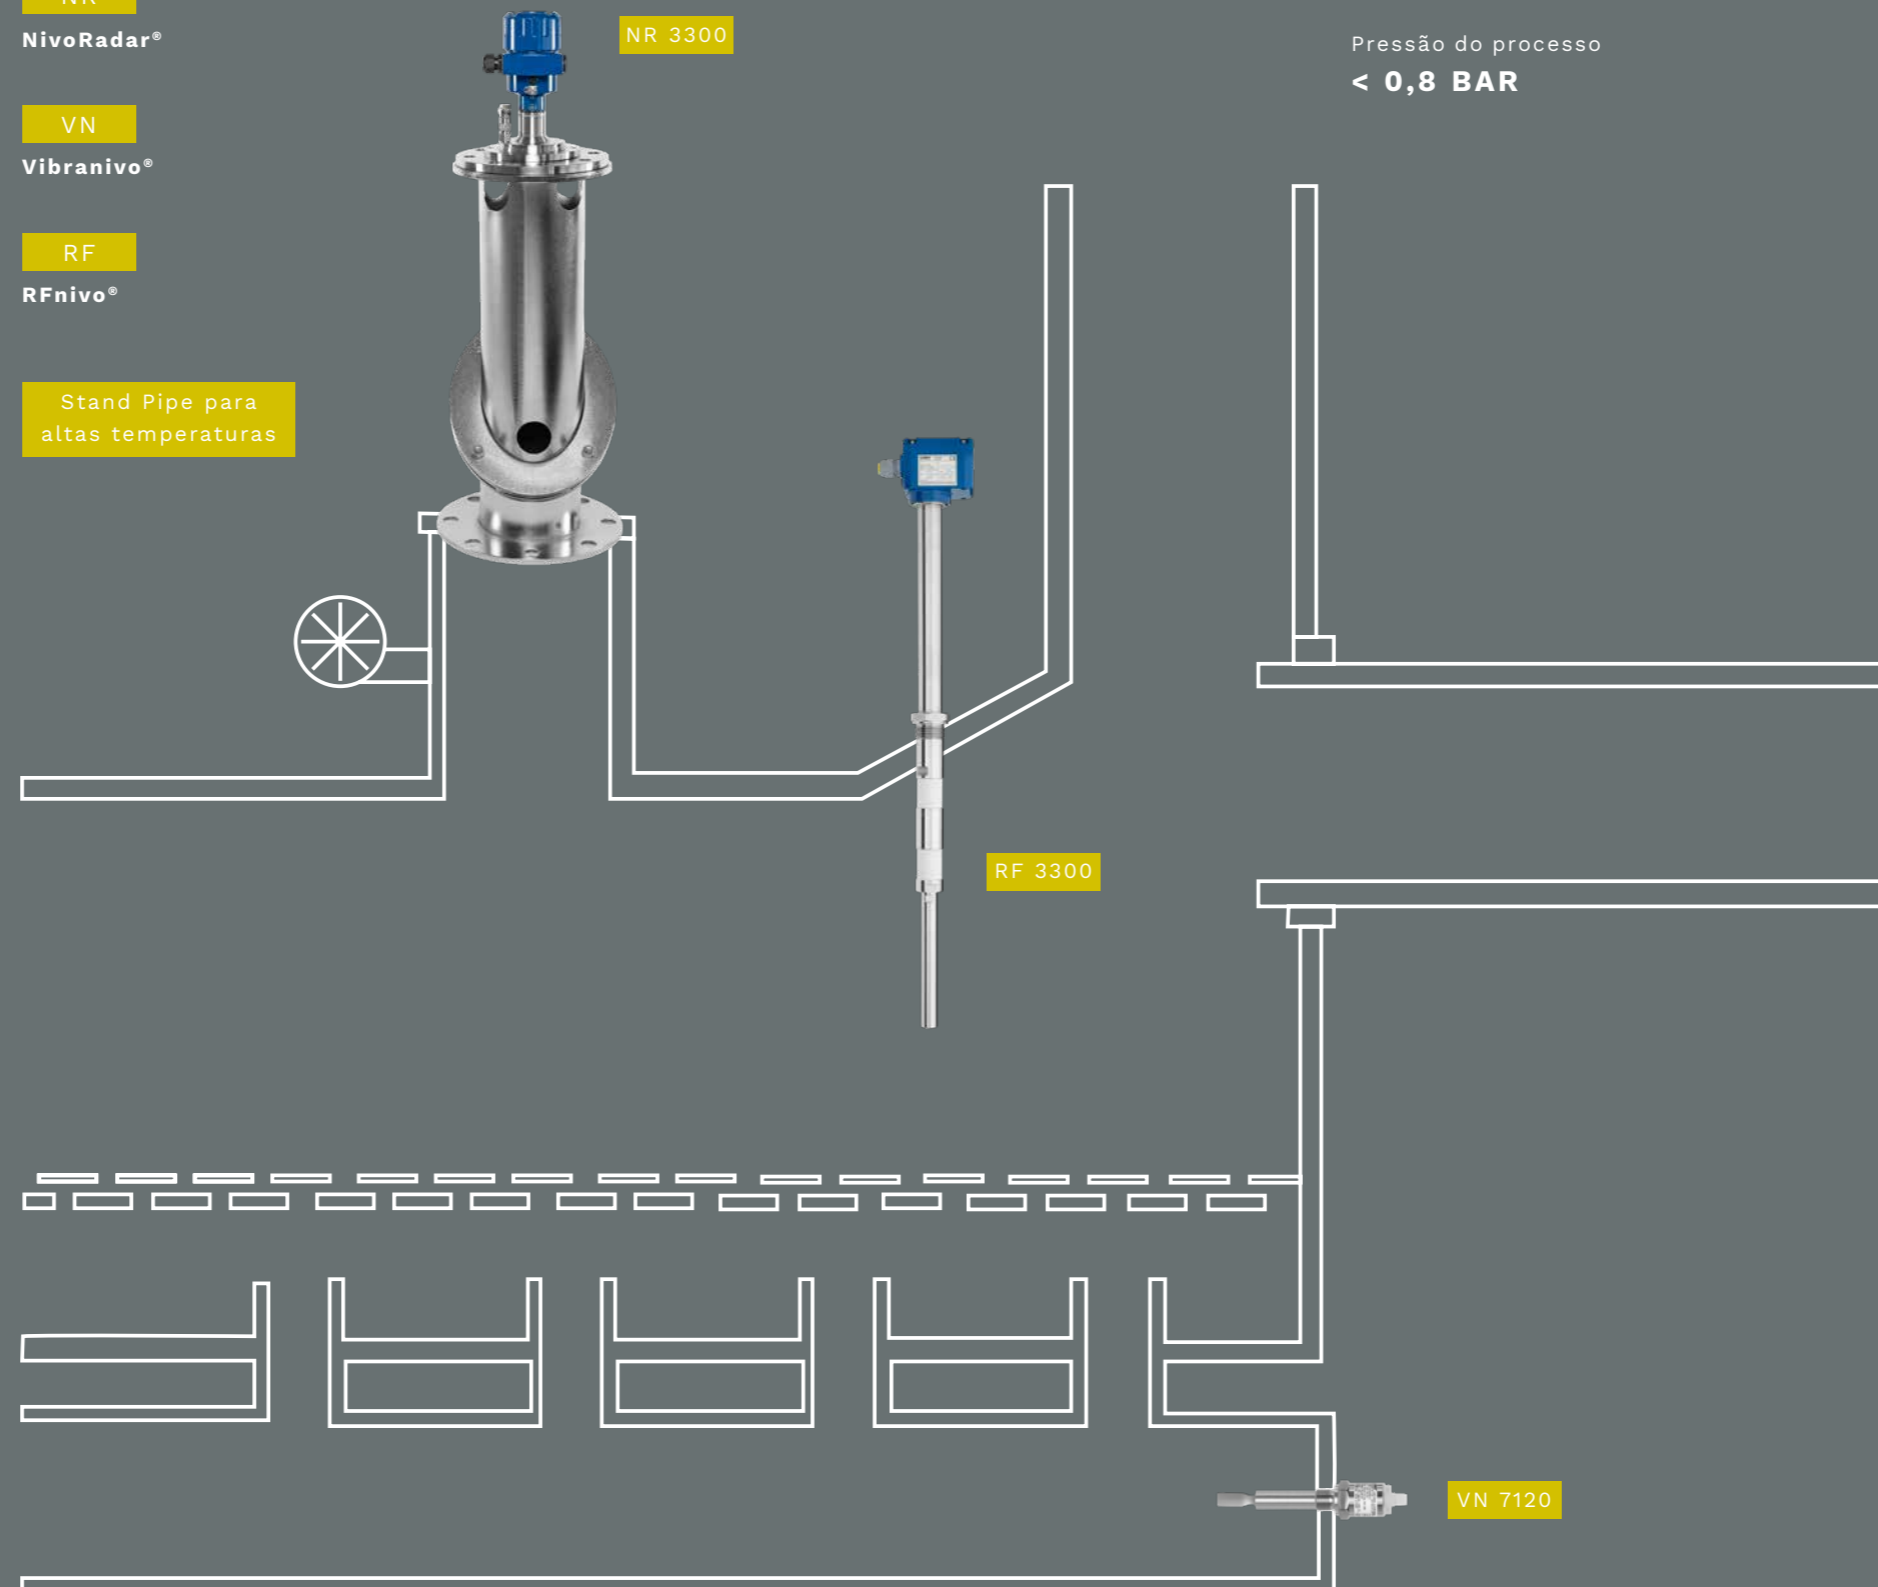 NR
NivoRadar®
VN
Vibranivo®
RF
RFnivo®
Stand Pipe para
altas temperaturas
NR 3300
Pressão do processo
< 0,8 BAR
RF 3300
VN 7120